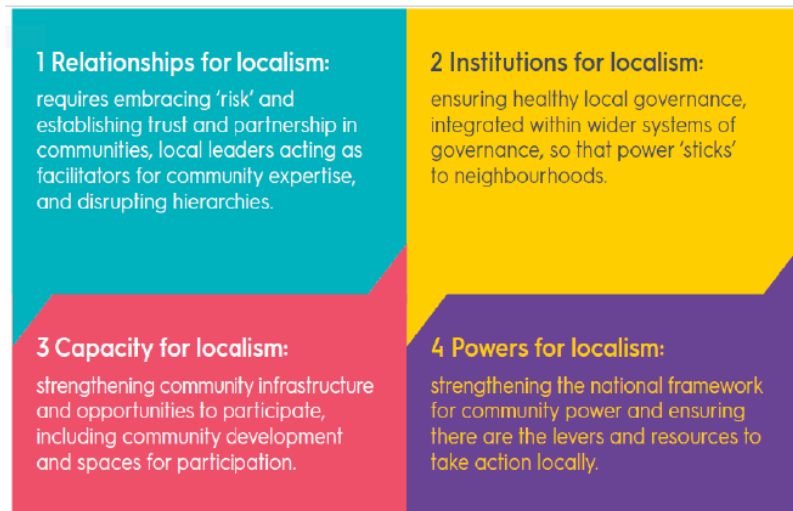 1 Relationships for localism:
requires embracing ‘risk’ and
establishing trust and partnership in
communities, local leaders acting as
facilitators for community expertise,
and disrupting hierarchies.
2 Institutions for localism:
ensuring healthy local governance,
integrated within wider systems of
governance, so that power ‘sticks’
to neighbourhoods.
3 Capacity for localism:
strengthening community infrastructure
and opportunities to participate,
including community development
and spaces for participation.
4 Powers for localism:
strengthening the national framework
for community power and ensuring
there are the levers and resources to
take action locally.